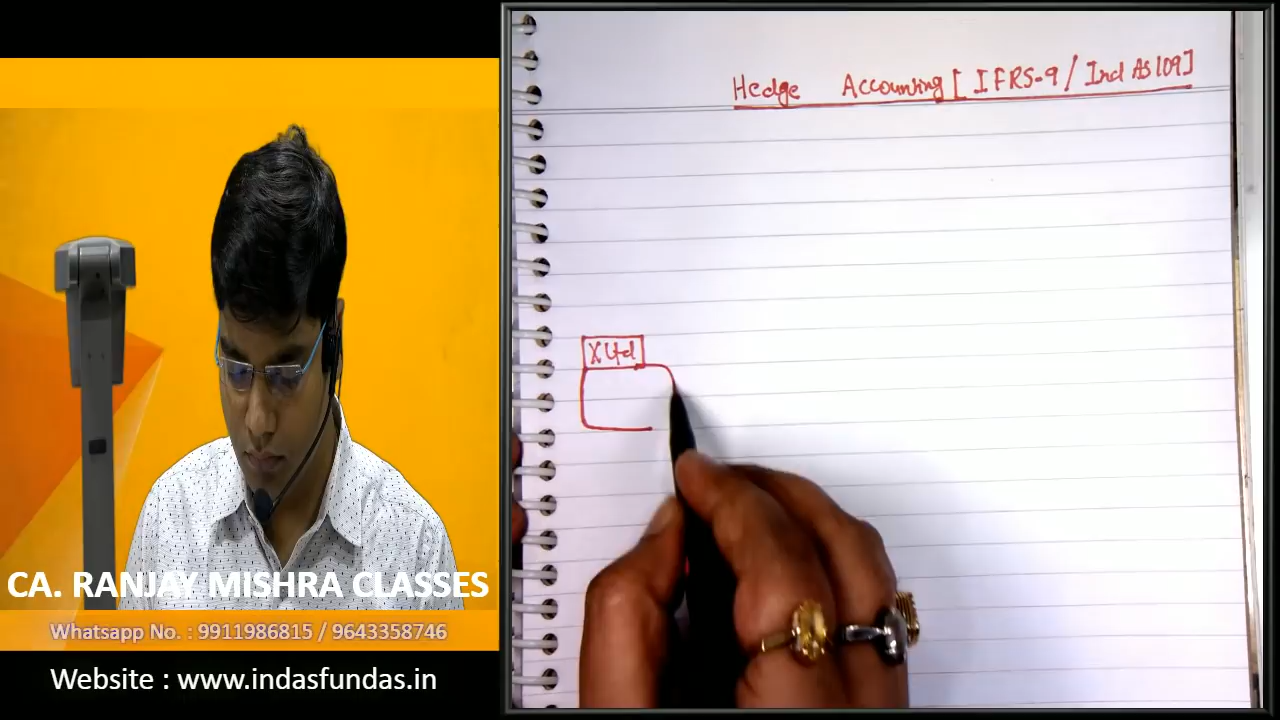 Hedge Accounting [ IFRS-9 / Ind AS 109]
X Ltd
CA. RANJAY MISHRA CLASSES
Whatsapp No. : 9911986815 / 9643358746
Website : www.indasfundas.in